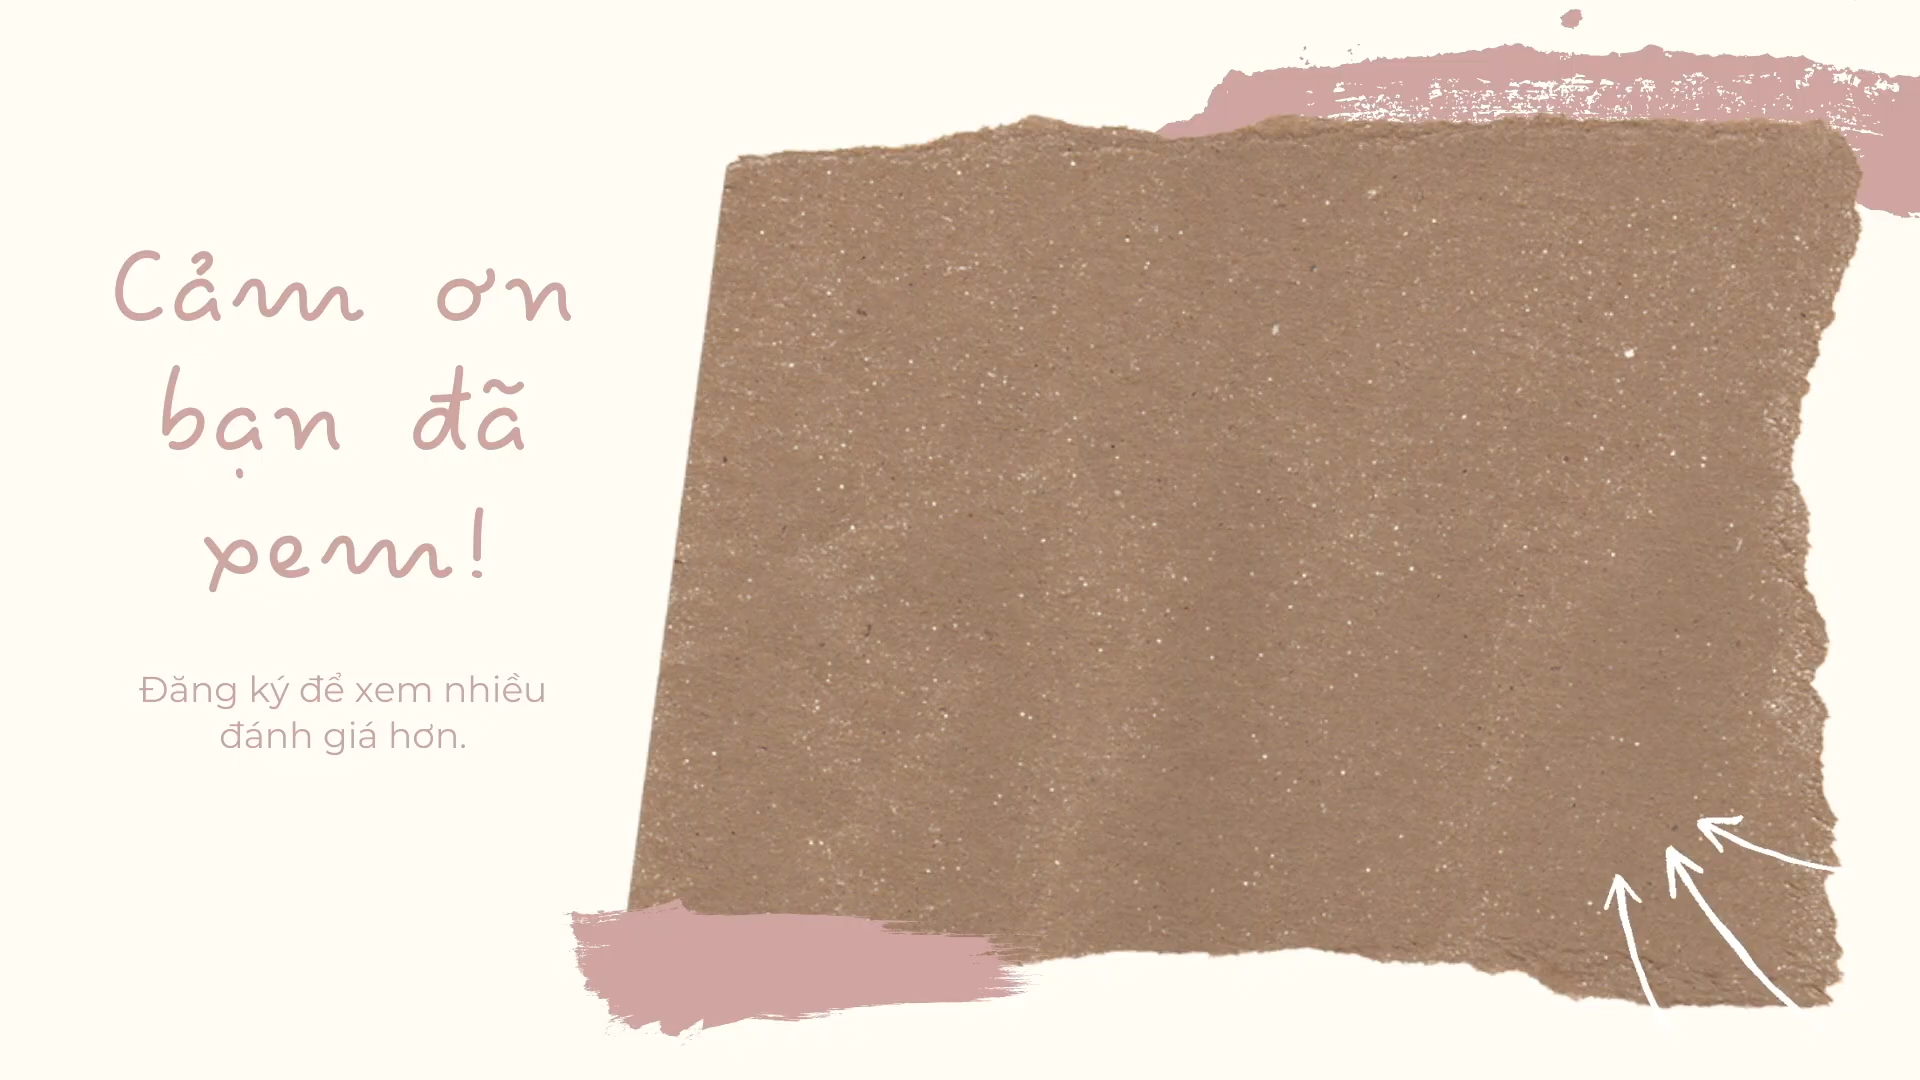 Cảm ơn
bạn đã
xem!
Đăng ký để xem nhiều
đánh giá hơn.